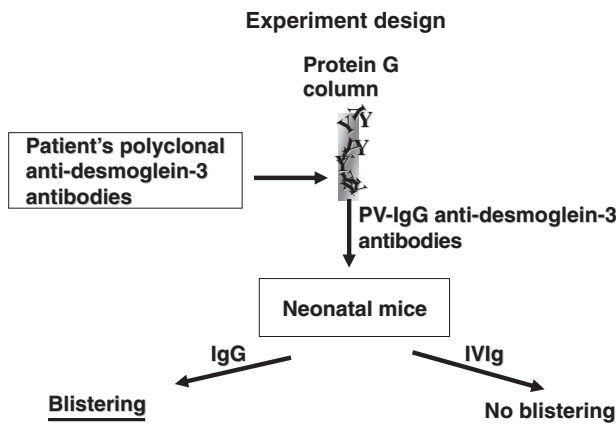 Experiment design
Protein G
column
Patient's polyclonal
anti-desmoglein-3
antibodies
PV-IgG anti-desmoglein-3
antibodies
Neonatal mice
IgG
IVIg
Blistering
No blistering